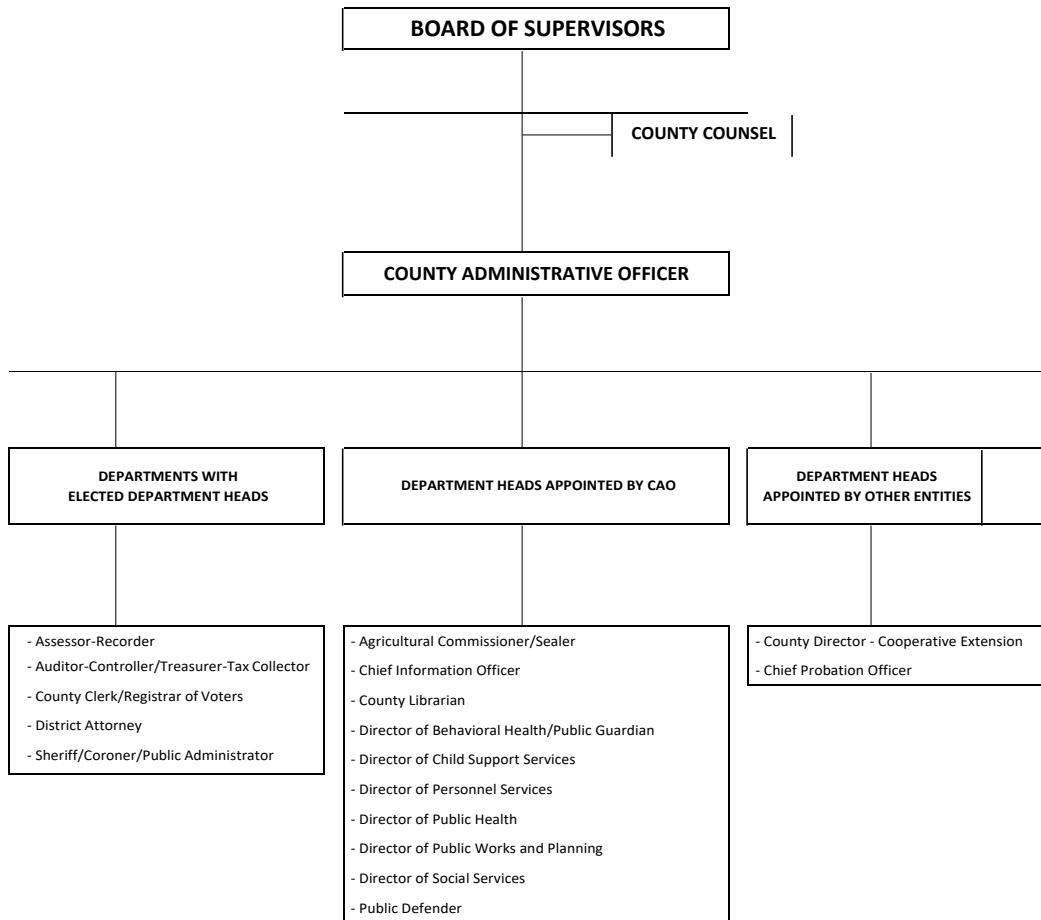 BOARD OF SUPERVISORS
COUNTY COUNSEL
COUNTY ADMINISTRATIVE OFFICER
DEPARTMENTS WITH
ELECTED DEPARTMENT HEADS
DEPARTMENT HEADS APPOINTED BY CAO
DEPARTMENT HEADS
APPOINTED BY OTHER ENTITIES
- Assessor-Recorder
- Auditor-Controller/Treasurer-Tax Collector
- County Clerk/Registrar of Voters
- District Attorney
- Sheriff/Coroner/Public Administrator
- Agricultural Commissioner/Sealer
- Chief Information Officer
- County Librarian
- Director of Behavioral Health/Public Guardian
- Director of Child Support Services
- Director of Personnel Services
- Director of Public Health
- Director of Public Works and Planning
- Director of Social Services
- Public Defender
- County Director - Cooperative Extension
- Chief Probation Officer